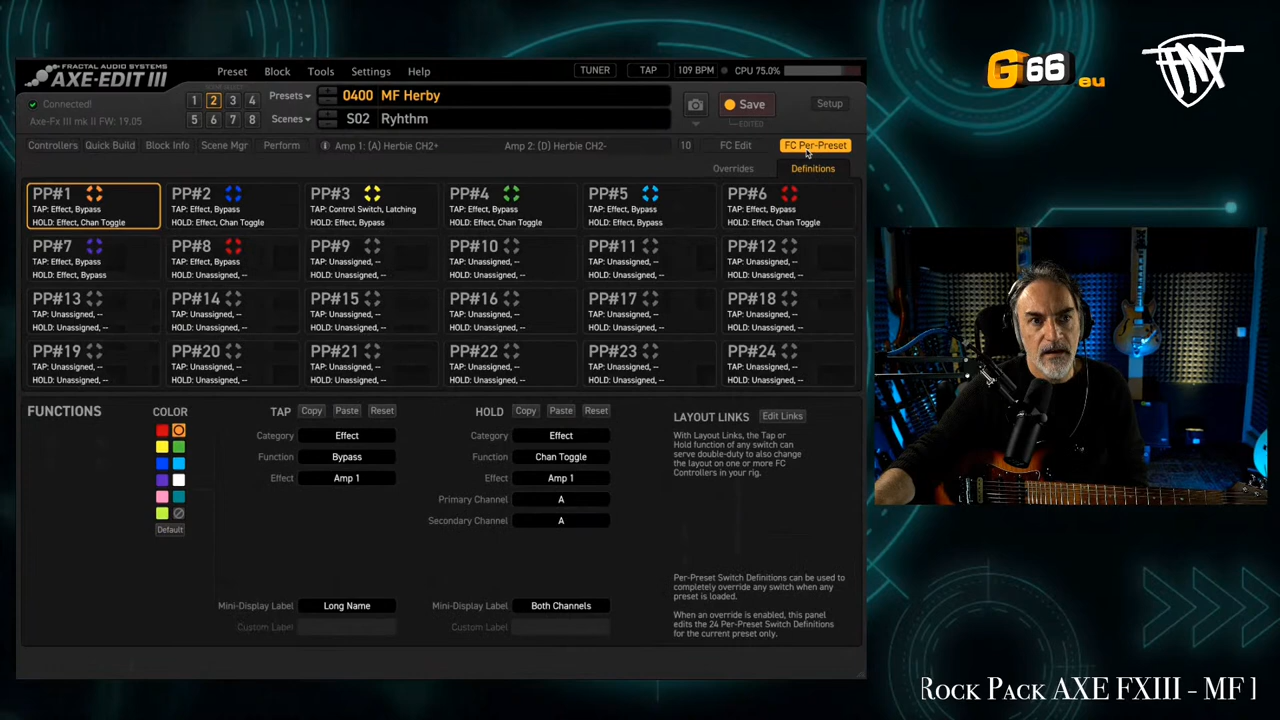 FRACTAL AUDIO SYSTEMS
AXE-EDIT III
Preset Block Tools Settings Help
TUNER TAP 109 BPM CPU 75.0%
Connected!
Axe-Fx III mk II FW: 19.05
1 2 3 4
5 6 7 8
Presets 0400 MF Herby
Scenes S02 Ryhthm
Save
EDITED
Setup
Controllers Quick Build Block Info Scene Mgr Perform
Amp 1: (A) Herbie CH2+ Amp 2: (D) Herbie CH2- 10
FC Edit FC Per-Preset
Overrides Definitions
PP#1 PP#2 PP#3 PP#4 PP#5 PP#6
TAP: Effect, Bypass TAP: Effect, Bypass TAP: Control Switch, Latching TAP: Effect, Bypass TAP: Effect, Bypass TAP: Effect, Bypass
HOLD: Effect, Chan Toggle HOLD: Effect, Chan Toggle HOLD: Effect, Bypass HOLD: Effect, Chan Toggle HOLD: Effect, Bypass HOLD: Effect, Chan Toggle
PP#7 PP#8 PP#9 PP#10 PP#11 PP#12
TAP: Effect, Bypass TAP: Effect, Bypass TAP: Unassigned, -- TAP: Unassigned, -- TAP: Unassigned, -- TAP: Unassigned, --
HOLD: Effect, Bypass HOLD: Unassigned, -- HOLD: Unassigned, -- HOLD: Unassigned, -- HOLD: Unassigned, -- HOLD: Unassigned, --
PP#13 PP#14 PP#15 PP#16 PP#17 PP#18
TAP: Unassigned, -- TAP: Unassigned, -- TAP: Unassigned, -- TAP: Unassigned, -- TAP: Unassigned, -- TAP: Unassigned, --
HOLD: Unassigned, -- HOLD: Unassigned, -- HOLD: Unassigned, -- HOLD: Unassigned, -- HOLD: Unassigned, -- HOLD: Unassigned, --
PP#19 PP#20 PP#21 PP#22 PP#23 PP#24
TAP: Unassigned, -- TAP: Unassigned, -- TAP: Unassigned, -- TAP: Unassigned, -- TAP: Unassigned, -- TAP: Unassigned, --
HOLD: Unassigned, -- HOLD: Unassigned, -- HOLD: Unassigned, -- HOLD: Unassigned, -- HOLD: Unassigned, -- HOLD: Unassigned, --
FUNCTIONS
COLOR
Default
TAP Copy Paste Reset
Category Effect
Function Bypass
Effect Amp 1
Mini-Display Label Long Name
Custom Label
HOLD Copy Paste Reset
Category Effect
Function Chan Toggle
Effect Amp 1
Primary Channel A
Secondary Channel A
Mini-Display Label Both Channels
Custom Label
LAYOUT LINKS Edit Links
With Layout Links, the Tap or
Hold function of any switch can
serve double-duty to also change
the layout on one or more FC
Controllers in your rig.
Per-Preset Switch Definitions can be used to
completely override any switch when any
preset is loaded.
When an override is enabled, this panel
edits the 24 Per-Preset Switch Definitions
for the current preset only.
G66.eu
Rock Pack AXE FXIII - MF